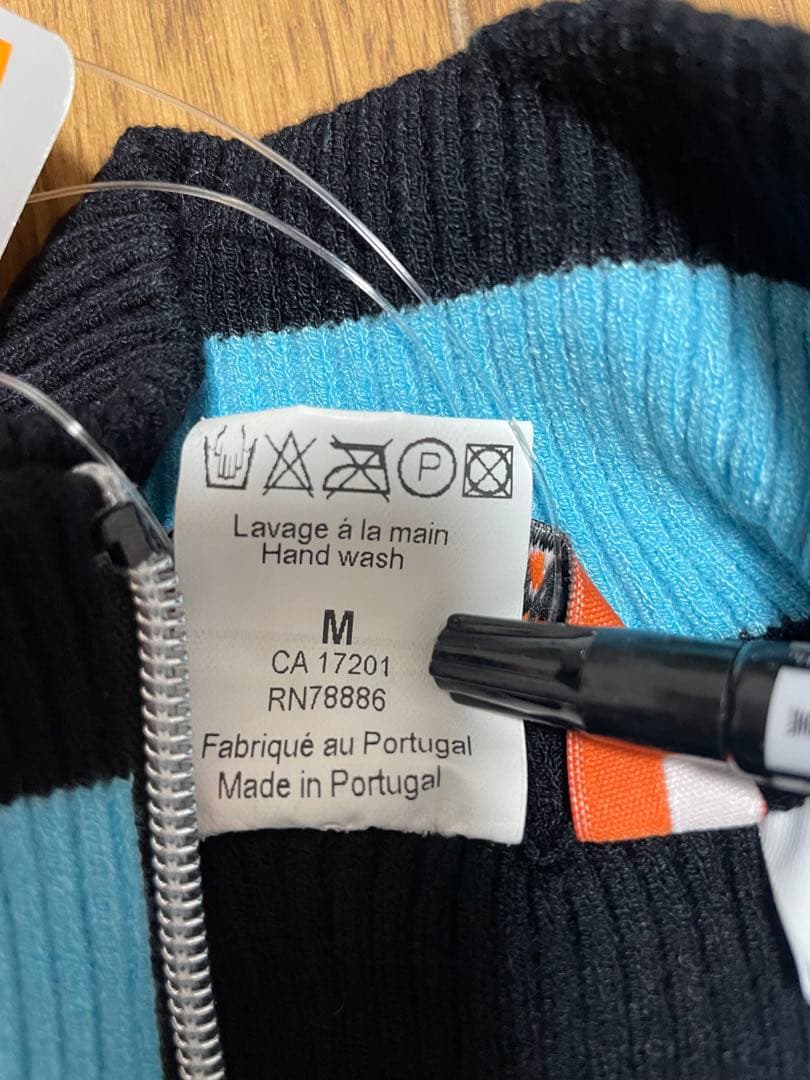 P
Lavage á la main
Hand wash
M
CA 17201
RN78886
Fabriqué au Portugal
Made in Portugal